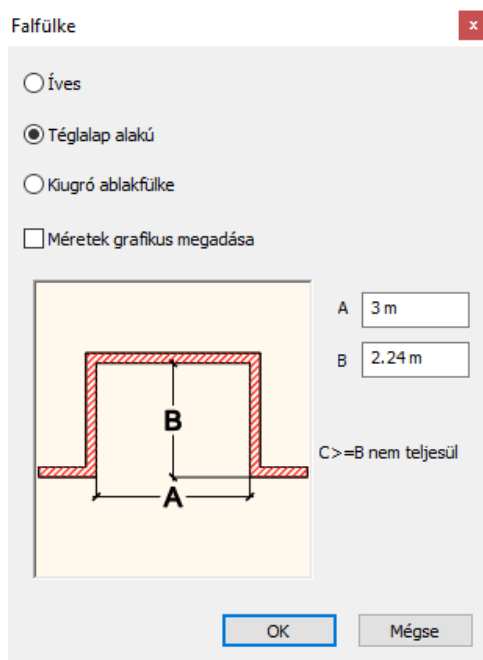 Falfülke
Íves
Téglalap alakú
Kiugró ablakfülke
Méretek grafikus megadása
A 3 m
B 2.24 m
B
A
C>=B nem teljesül
OK Mégse